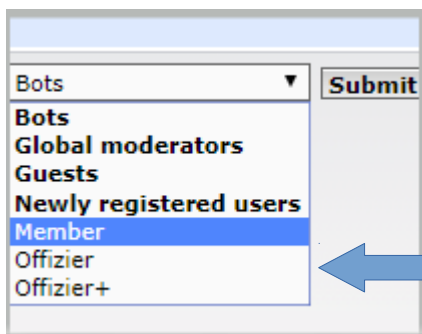 Bots ▼ Submit
Bots
Global moderators
Guests
Newly registered users
Member
Offizier
Offizier+